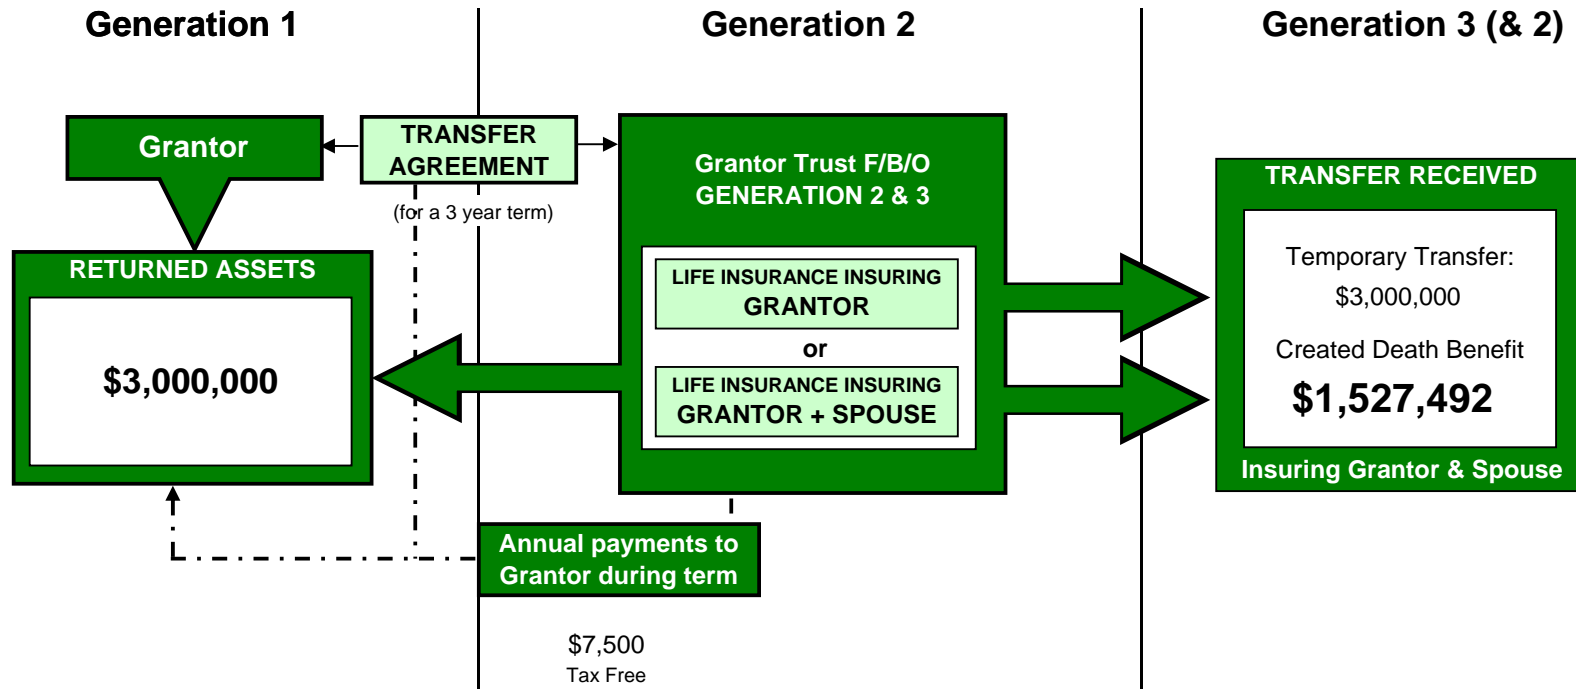 Generation 1
Generation 2
Generation 3 (& 2)
Grantor
TRANSFER
AGREEMENT
(for a 3 year term)
RETURNED ASSETS
$3,000,000
Grantor Trust F/B/O
GENERATION 2 & 3
LIFE INSURANCE INSURING
GRANTOR
or
LIFE INSURANCE INSURING
GRANTOR + SPOUSE
TRANSFER RECEIVED
Temporary Transfer:
$3,000,000
Created Death Benefit
$1,527,492
Insuring Grantor & Spouse
Annual payments to
Grantor during term
$7,500
Tax Free